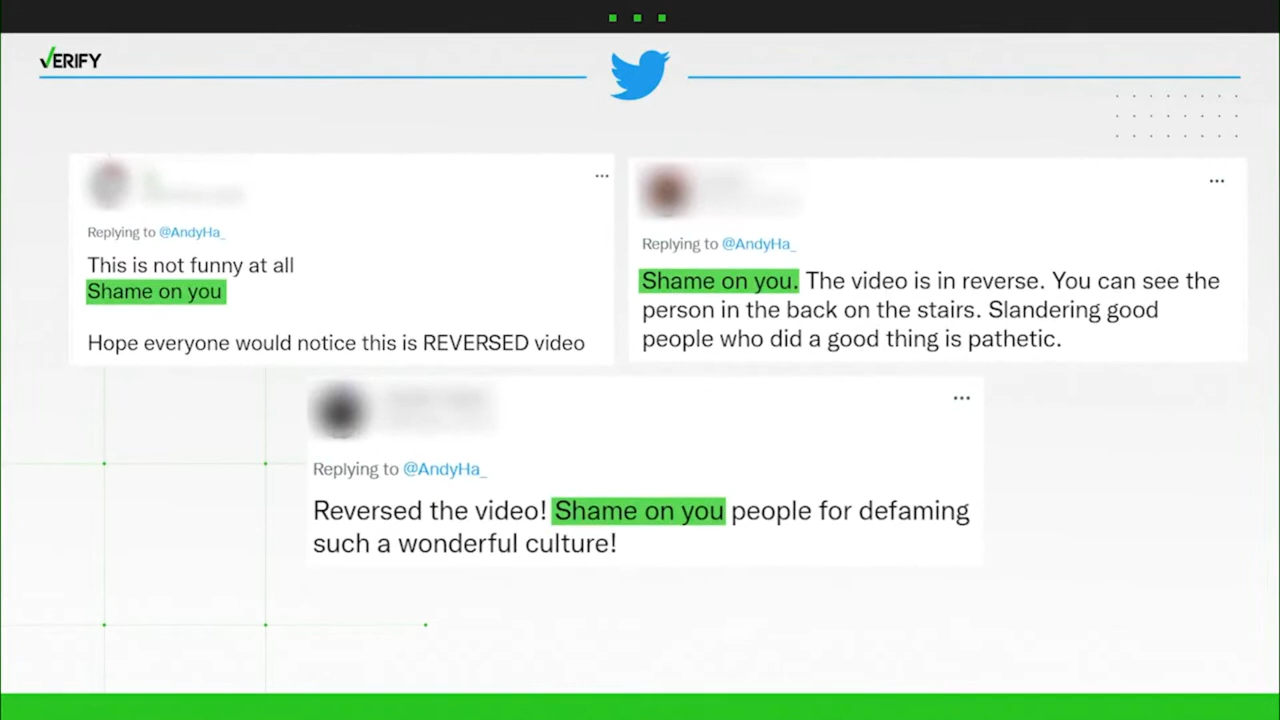 VERIFY
Replying to @AndyHa_
This is not funny at all
Shame on you
Hope everyone would notice this is REVERSED video
Replying to @AndyHa_
Shame on you. The video is in reverse. You can see the
person in the back on the stairs. Slandering good
people who did a good thing is pathetic.
Replying to @AndyHa_
Reversed the video! Shame on you people for defaming
such a wonderful culture!